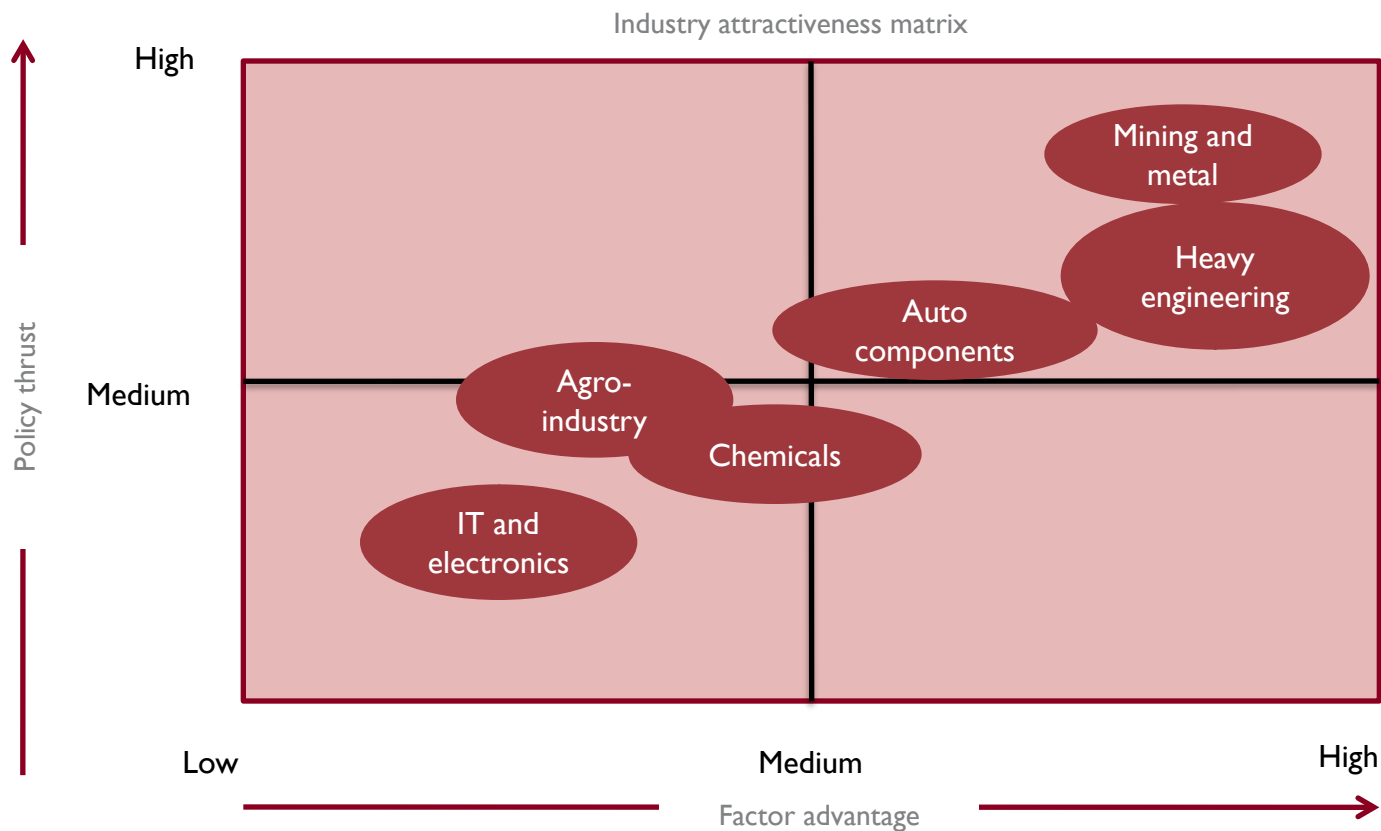 Industry attractiveness matrix
High
Mining and
metal
Heavy
engineering
Auto
components
Policy thrust
Medium
Agro-
industry
Chemicals
IT and
electronics
Low
Medium
High
Factor advantage